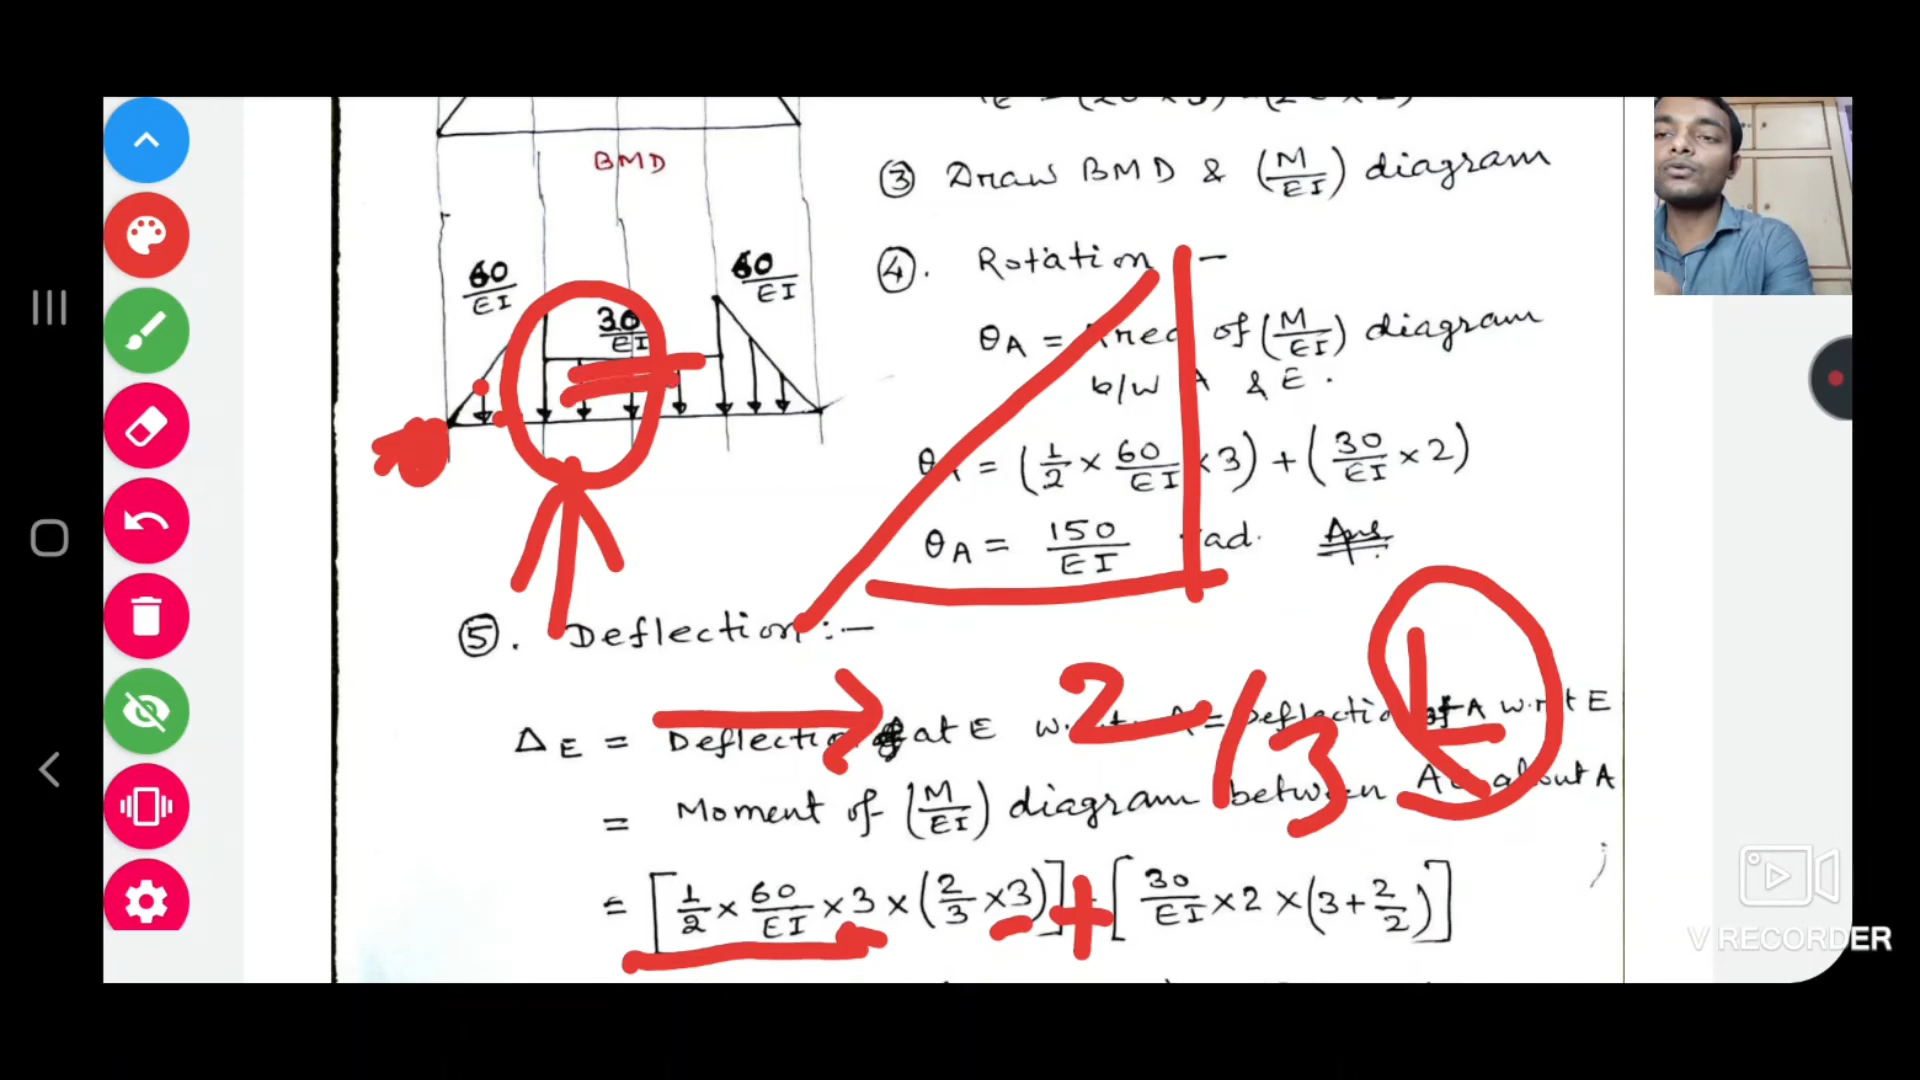 BMD
60/EI
30/EI
60/EI
③ Draw BMD & (M/EI) diagram
④. Rotation :-
θA = Area of (M/EI) diagram
b/w A & E.
θA = (1/2 × 60/EI × 3) + (30/EI × 2)
θA = 150/EI rad. Ans.
⑤. Deflection :-
2/3 L
ΔE = Deflection at E w.r.t A = Deflection of A w.r.t E
= Moment of (M/EI) diagram between A about A
= [1/2 × 60/EI × 3 × (2/3 × 3)] + [30/EI × 2 × (3 + 2/2)]
V RECORDER